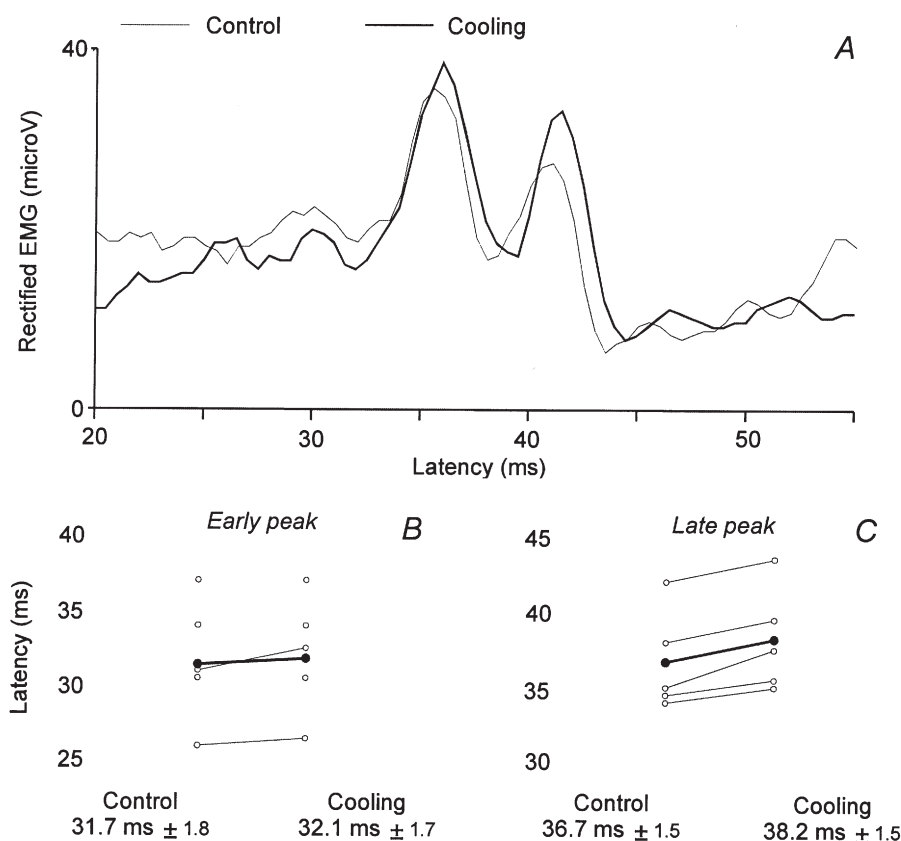 Control Cooling
A
40
Rectified EMG (microV)
0
20 30 40 50
Latency (ms)
Early peak B
Late peak C
Latency (ms)
40
35
30
25
45
40
35
30
Control Cooling Control Cooling
31.7 ms ± 1.8 32.1 ms ± 1.7 36.7 ms ± 1.5 38.2 ms + 1.5